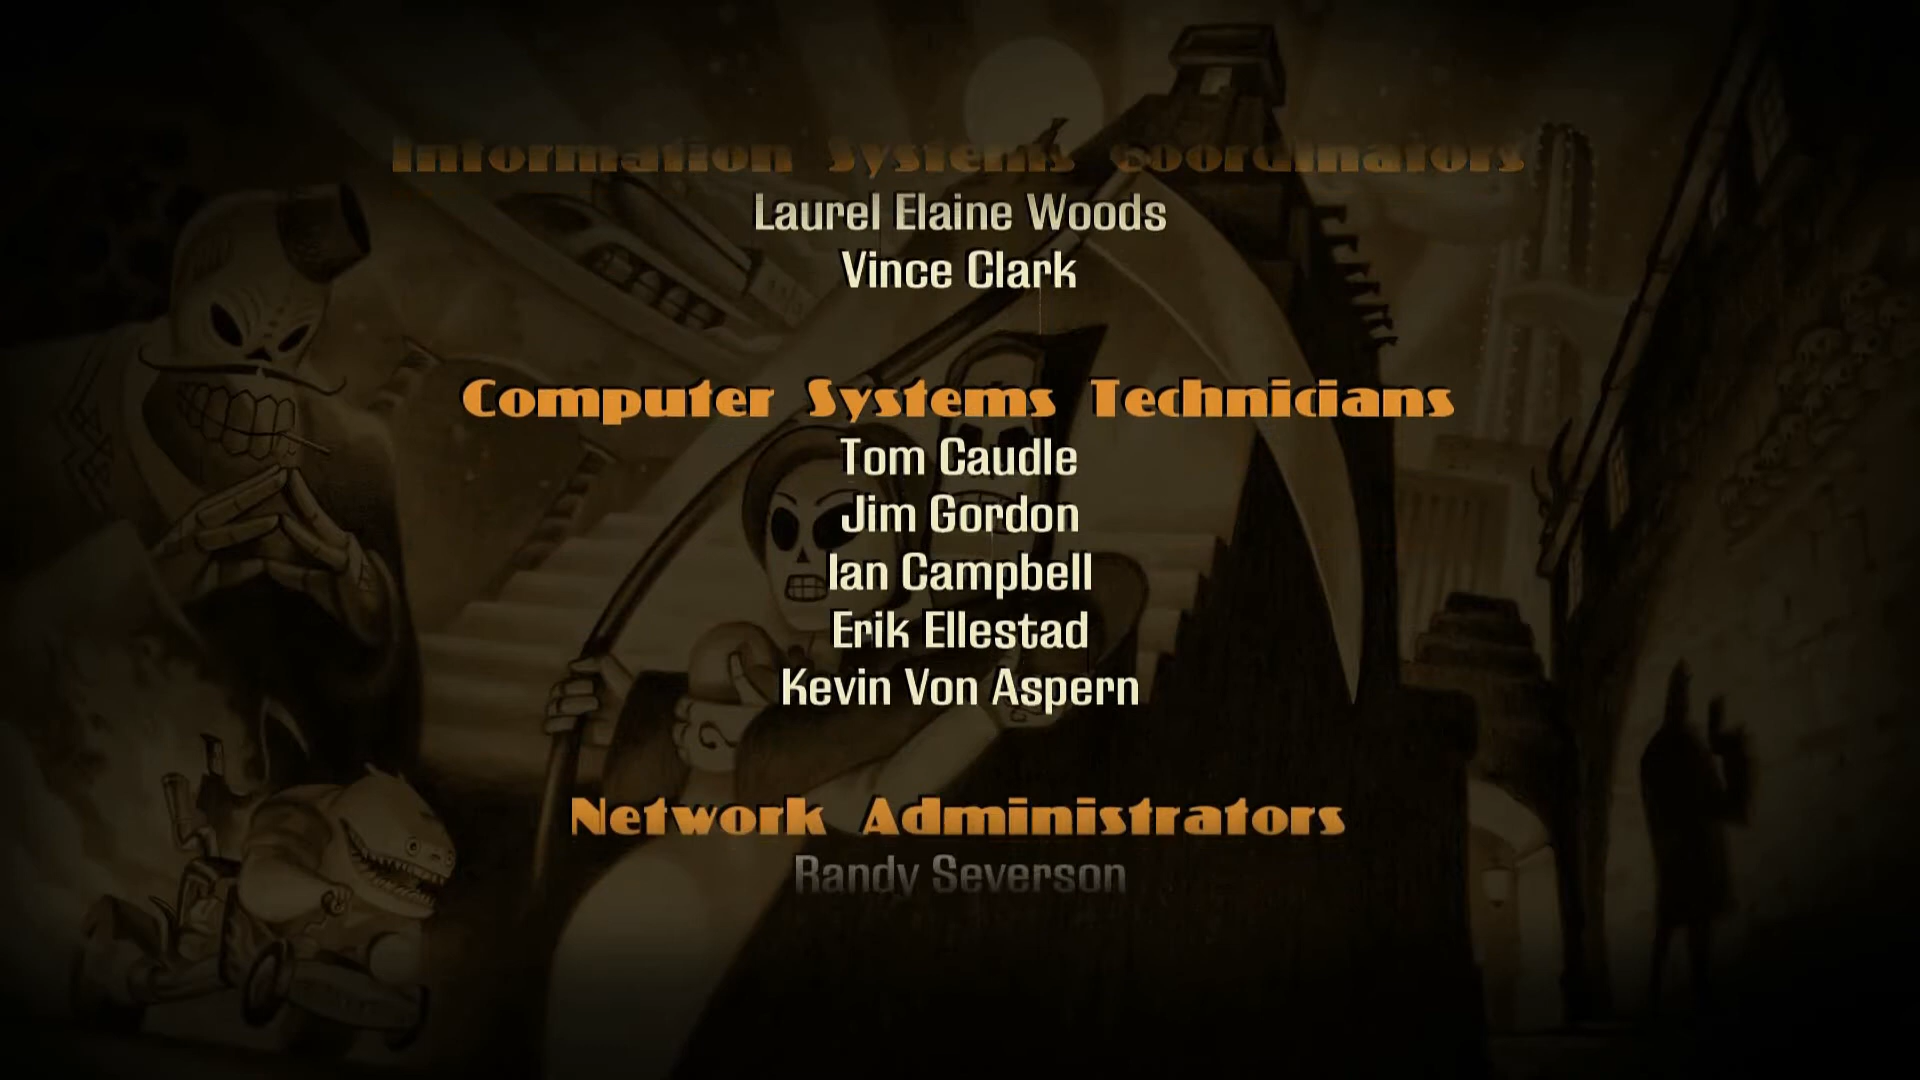 Information Systems Coordinators
Laurel Elaine Woods
Vince Clark
Computer Systems Technicians
Tom Caudle
Jim Gordon
Ian Campbell
Erik Ellestad
Kevin Von Aspern
Network Administrators
Randy Severson